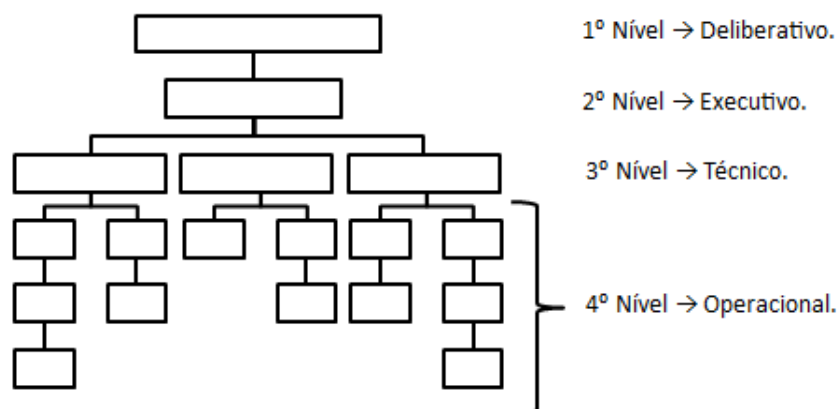 1º Nível → Deliberativo.
2º Nível → Executivo.
3º Nível → Técnico.
4º Nível → Operacional.